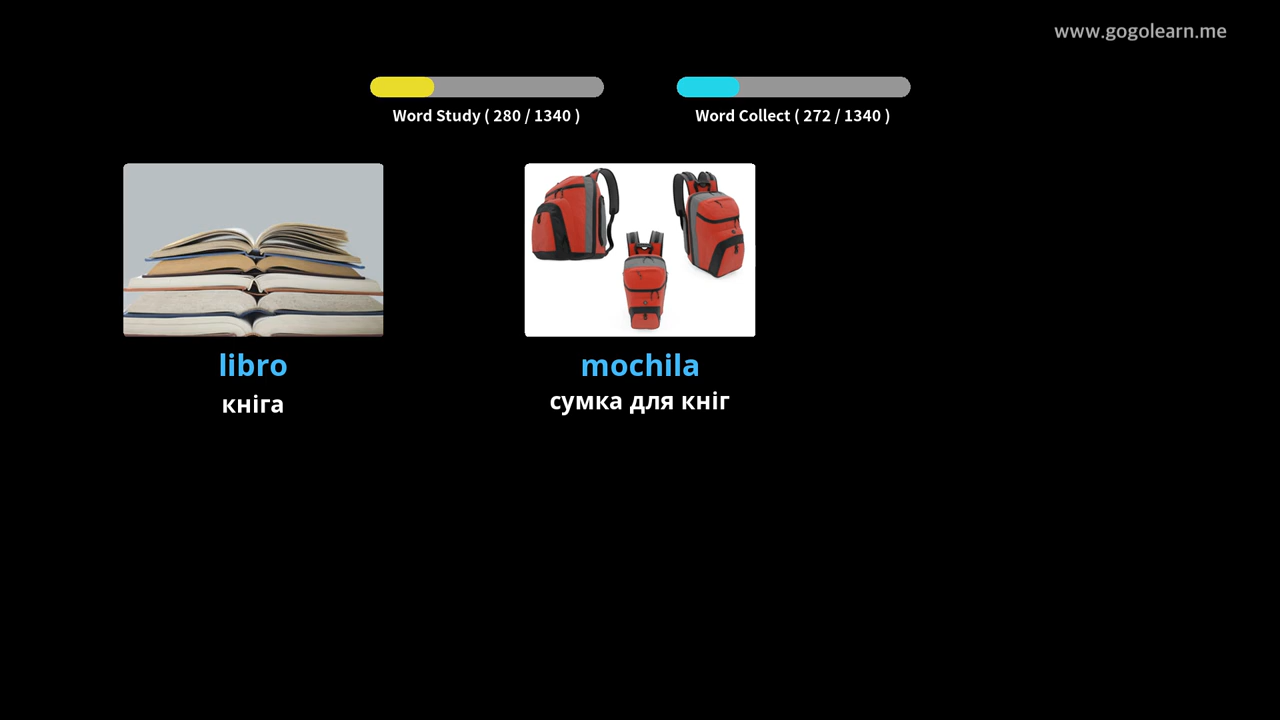 www.gogolearn.me
Word Study ( 280 / 1340 )
Word Collect ( 272 / 1340 )
libro
кніга
mochila
сумка для кніг